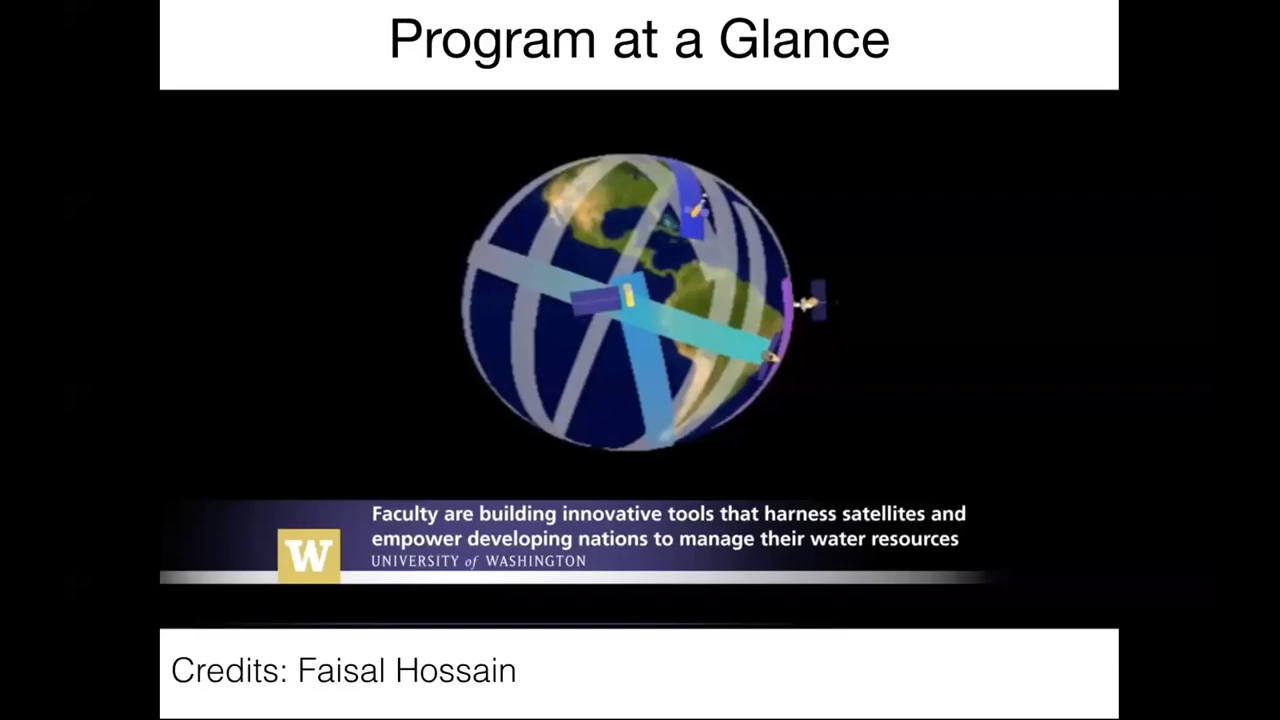 Program at a Glance
Faculty are building innovative tools that harness satellites and
empower developing nations to manage their water resources
W
UNIVERSITY of WASHINGTON
Credits: Faisal Hossain